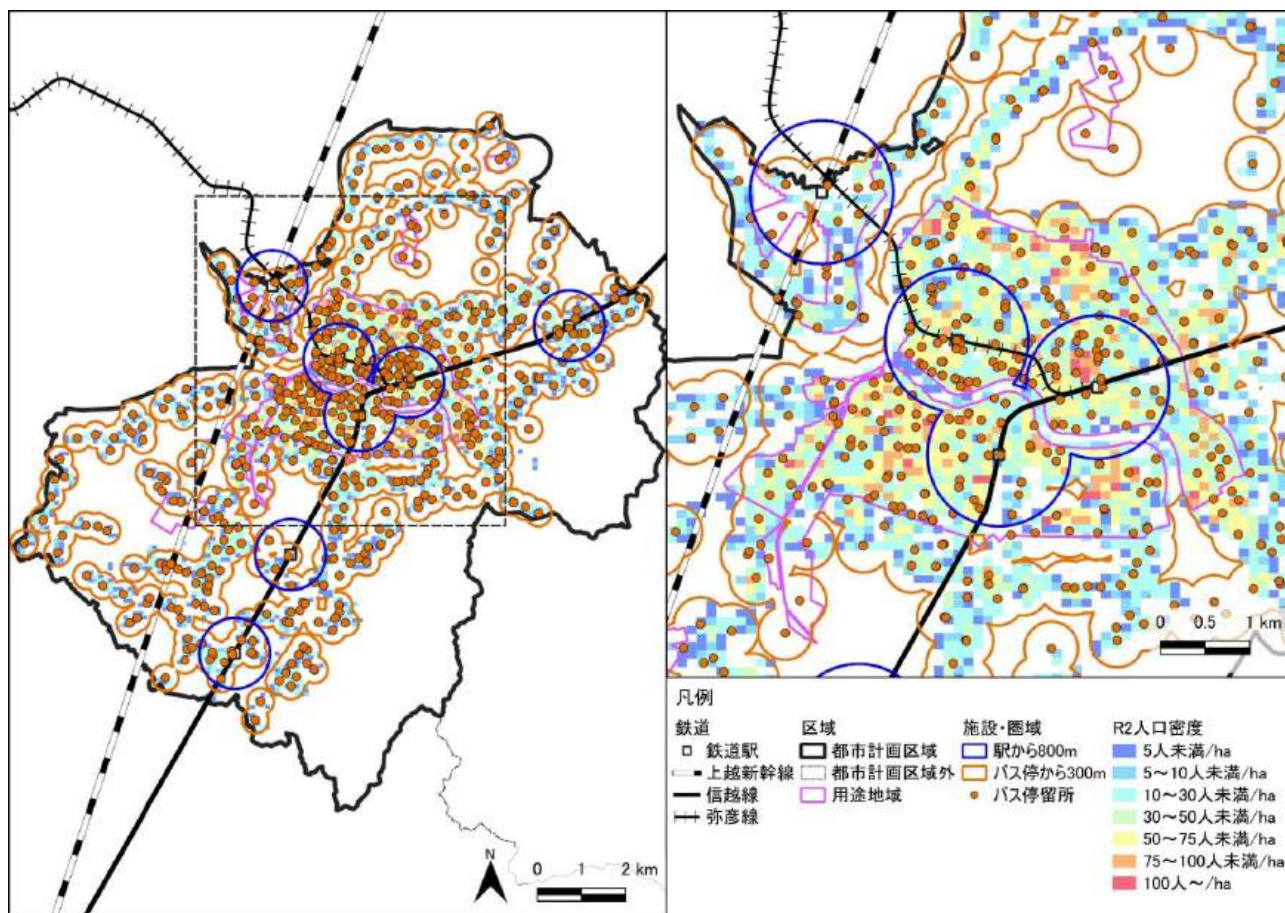 N
0 1 2 km
0 0.5 1 km
凡例
鉄道
鉄道駅
上越新幹線
信越線
弥彦線
区域
都市計画区域
都市計画区域外
用途地域
施設・圏域
駅から800m
バス停から300m
バス停留所
R2人口密度
5人未満/ha
5～10人未満/ha
10～30人未満/ha
30～50人未満/ha
50～75人未満/ha
75～100人未満/ha
100人～/ha